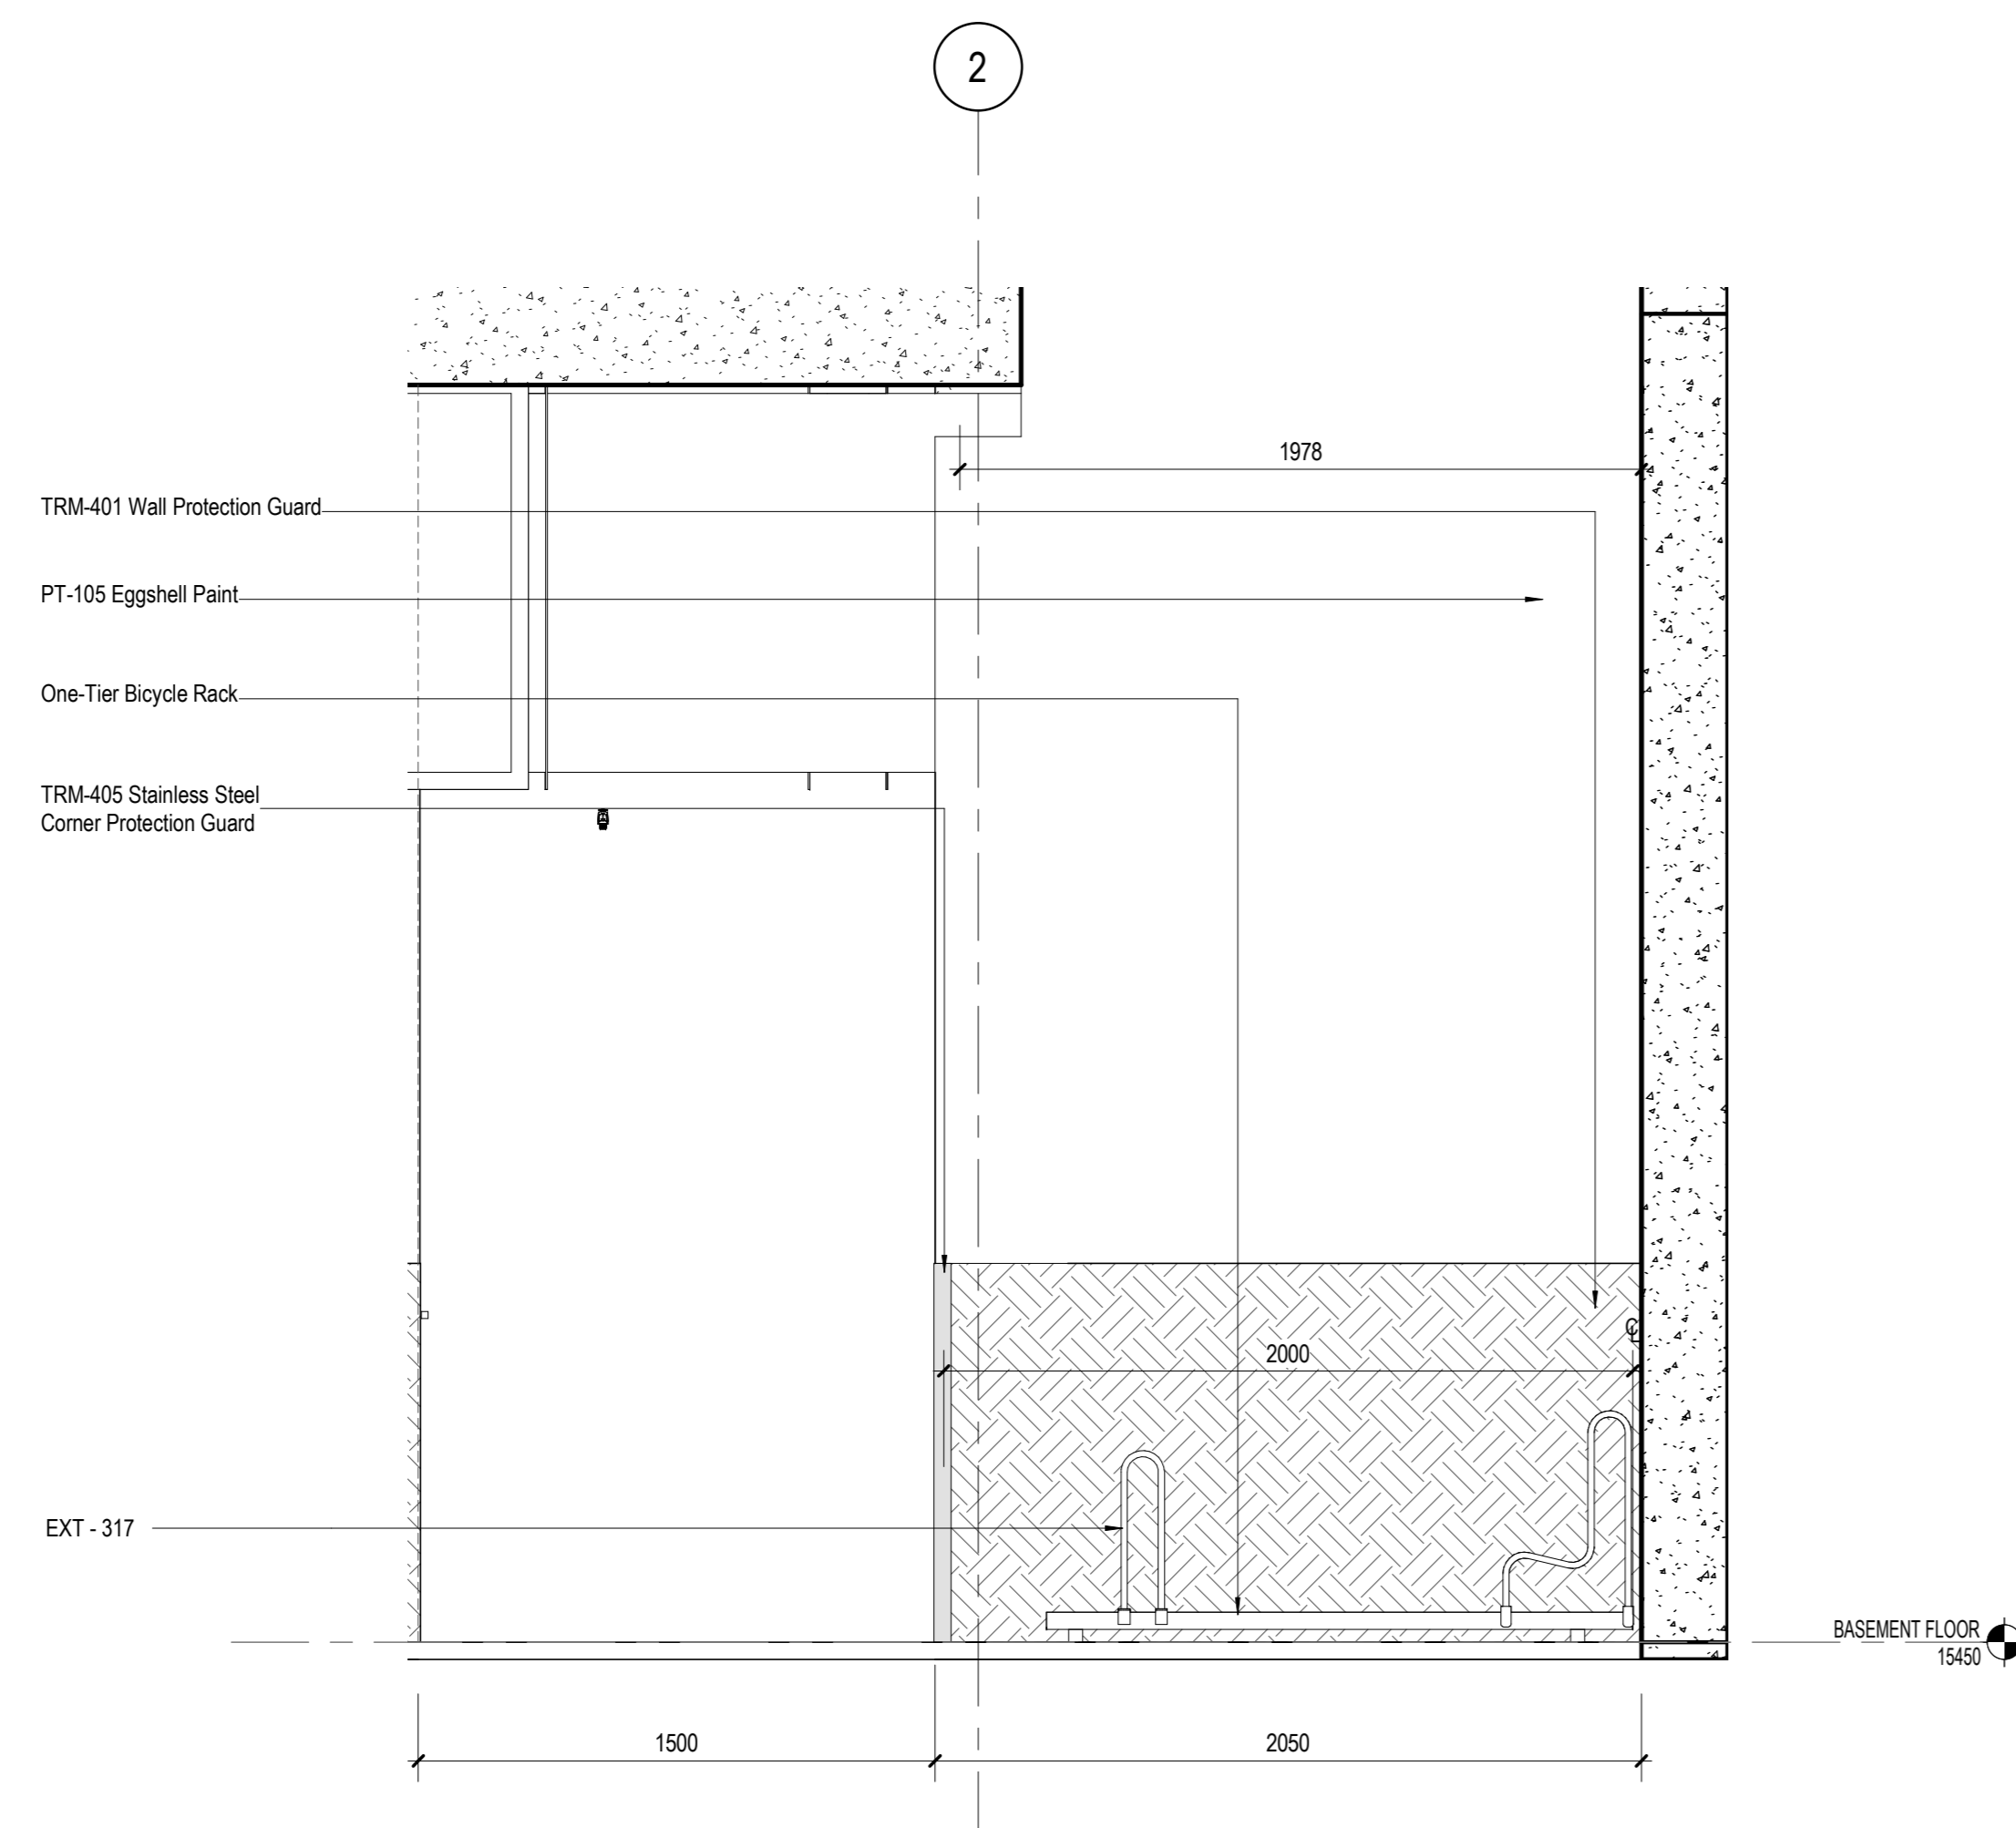 2
1978
TRM-401 Wall Protection Guard
PT-105 Eggshell Paint
One-Tier Bicycle Rack
TRM-405 Stainless Steel
Corner Protection Guard
℄
2000
EXT - 317
BASEMENT FLOOR
15450
1500
2050